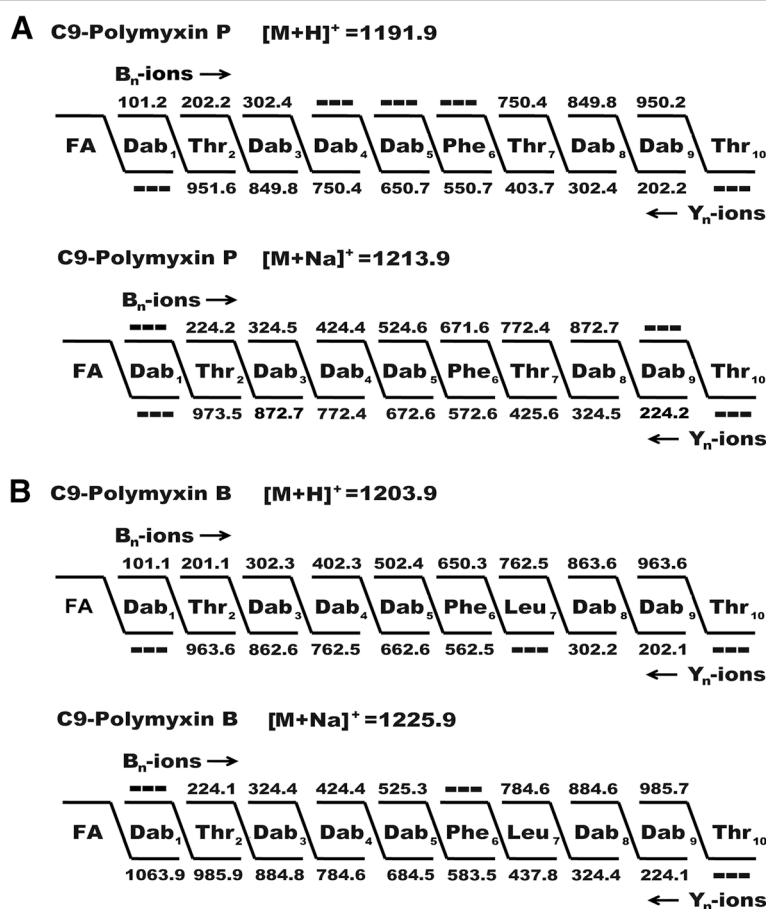 A C9-Polymyxin P [M+H]+ =1191.9
Bn-ions →
101.2 202.2 302.4 --- --- --- 750.4 849.8 950.2
FA Dab1 Thr2 Dab3 Dab4 Dab5 Phe6 Thr7 Dab8 Dab9 Thr10
--- 951.6 849.8 750.4 650.7 550.7 403.7 302.4 202.2 ---
← Yn-ions
C9-Polymyxin P [M+Na]+ =1213.9
Bn-ions →
--- 224.2 324.5 424.4 524.6 671.6 772.4 872.7 ---
FA Dab1 Thr2 Dab3 Dab4 Dab5 Phe6 Thr7 Dab8 Dab9 Thr10
--- 973.5 872.7 772.4 672.6 572.6 425.6 324.5 224.2 ---
← Yn-ions
B C9-Polymyxin B [M+H]+ =1203.9
Bn-ions →
101.1 201.1 302.3 402.3 502.4 650.3 762.5 863.6 963.6
FA Dab1 Thr2 Dab3 Dab4 Dab5 Phe6 Leu7 Dab8 Dab9 Thr10
--- 963.6 862.6 762.5 662.6 562.5 --- 302.2 202.1 ---
← Yn-ions
C9-Polymyxin B [M+Na]+ =1225.9
Bn-ions →
--- 224.1 324.4 424.4 525.3 --- 784.6 884.6 985.7
FA Dab1 Thr2 Dab3 Dab4 Dab5 Phe6 Leu7 Dab8 Dab9 Thr10
1063.9 985.9 884.8 784.6 684.5 583.5 437.8 324.4 224.1 ---
← Yn-ions